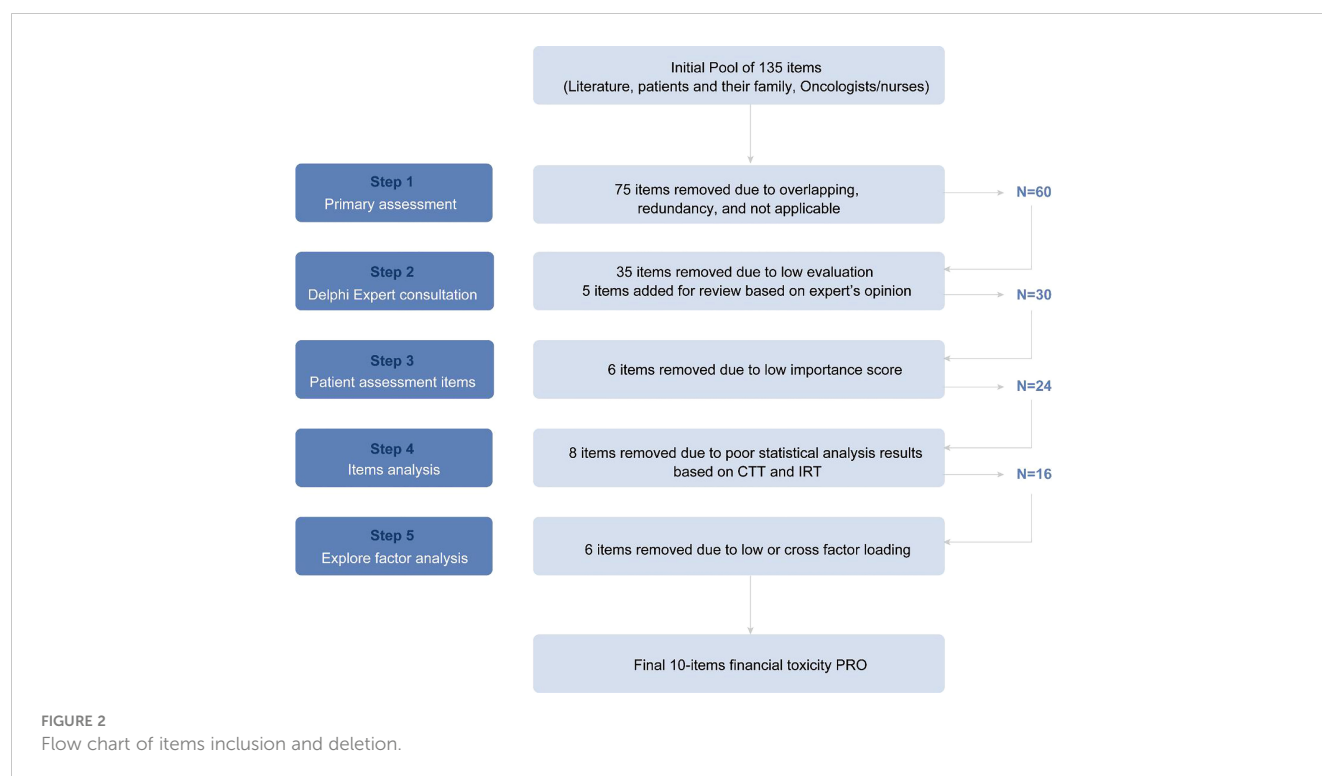 Initial Pool of 135 items
(Literature, patients and their family, Oncologists/nurses)
Step 1
Primary assessment
75 items removed due to overlapping,
redundancy, and not applicable
N=60
Step 2
Delphi Expert consultation
35 items removed due to low evaluation
5 items added for review based on expert's opinion
N=30
Step 3
Patient assessment items
6 items removed due to low importance score
N=24
Step 4
Items analysis
8 items removed due to poor statistical analysis results
based on CTT and IRT
N=16
Step 5
Explore factor analysis
6 items removed due to low or cross factor loading
Final 10-items financial toxicity PRO
FIGURE 2
Flow chart of items inclusion and deletion.